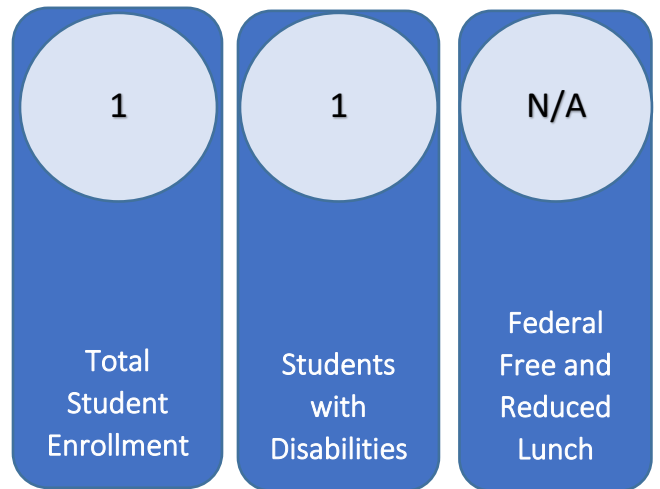 1
Total
Student
Enrollment
1
Students
with
Disabilities
N/A
Federal
Free and
Reduced
Lunch